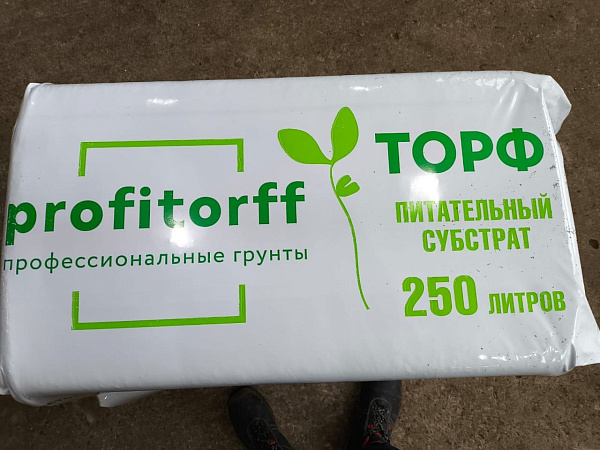 profitorff
профессиональные грунты
ТОРФ
ПИТАТЕЛЬНЫЙ
СУБСТРАТ
250 ЛИТРОВ